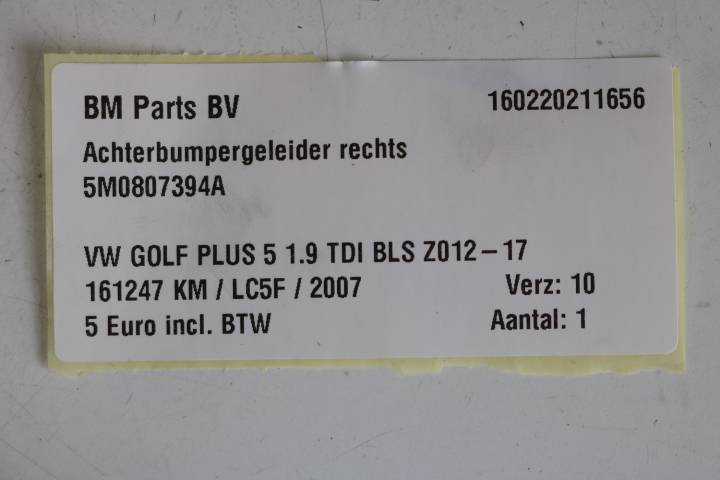 BM Parts BV 160220211656
Achterbumpergeleider rechts
5M0807394A
VW GOLF PLUS 5 1.9 TDI BLS Z012–17
161247 KM / LC5F / 2007 Verz: 10
5 Euro incl. BTW Aantal: 1